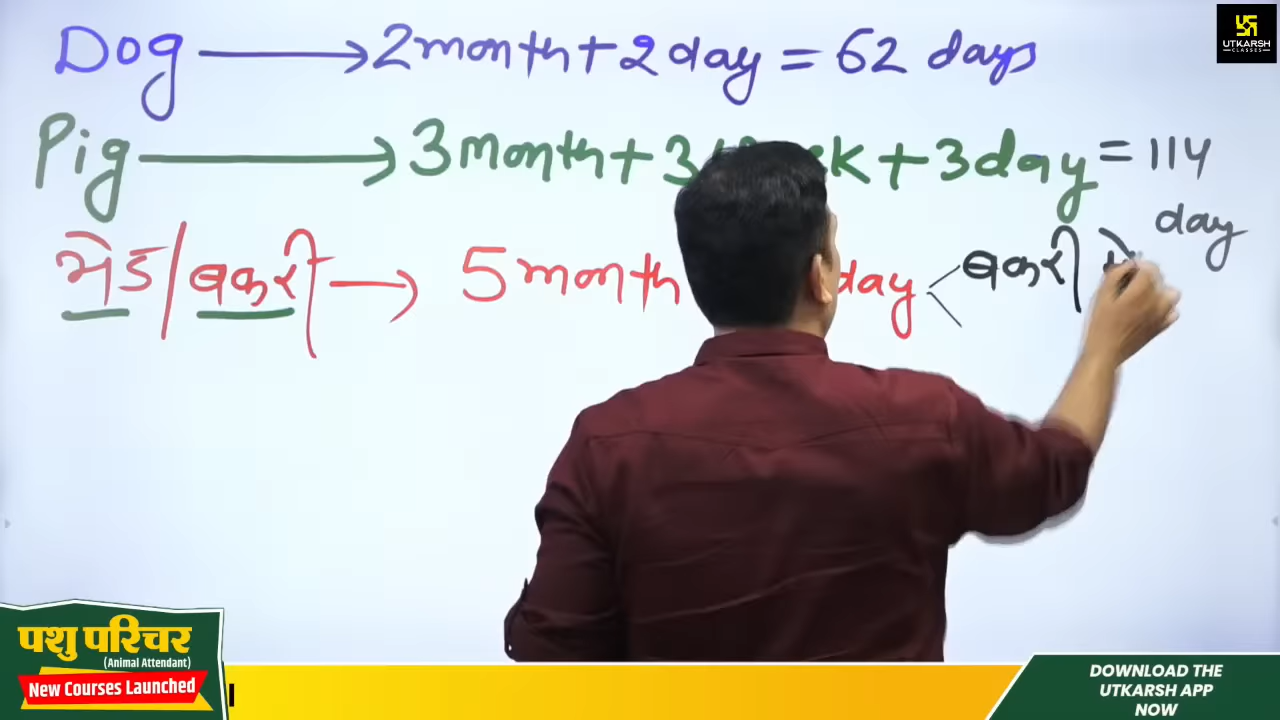 Dog → 2month+2day = 62 days
Pig → 3month+3 + 3day = 114
day
भेड/बकरी → 5month day < बकरी
UTKARSH
CLASSES
पशु परिचर
(Animal Attendant)
New Courses Launched
DOWNLOAD THE
UTKARSH APP
NOW